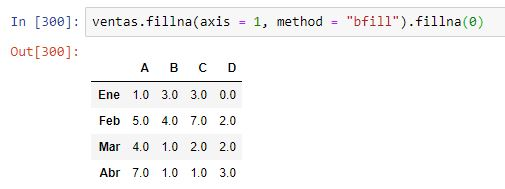 In [300]: ventas.fillna(axis = 1, method = "bfill").fillna(0)
Out[300]:
A B C D
Ene 1.0 3.0 3.0 0.0
Feb 5.0 4.0 7.0 2.0
Mar 4.0 1.0 2.0 2.0
Abr 7.0 1.0 1.0 3.0